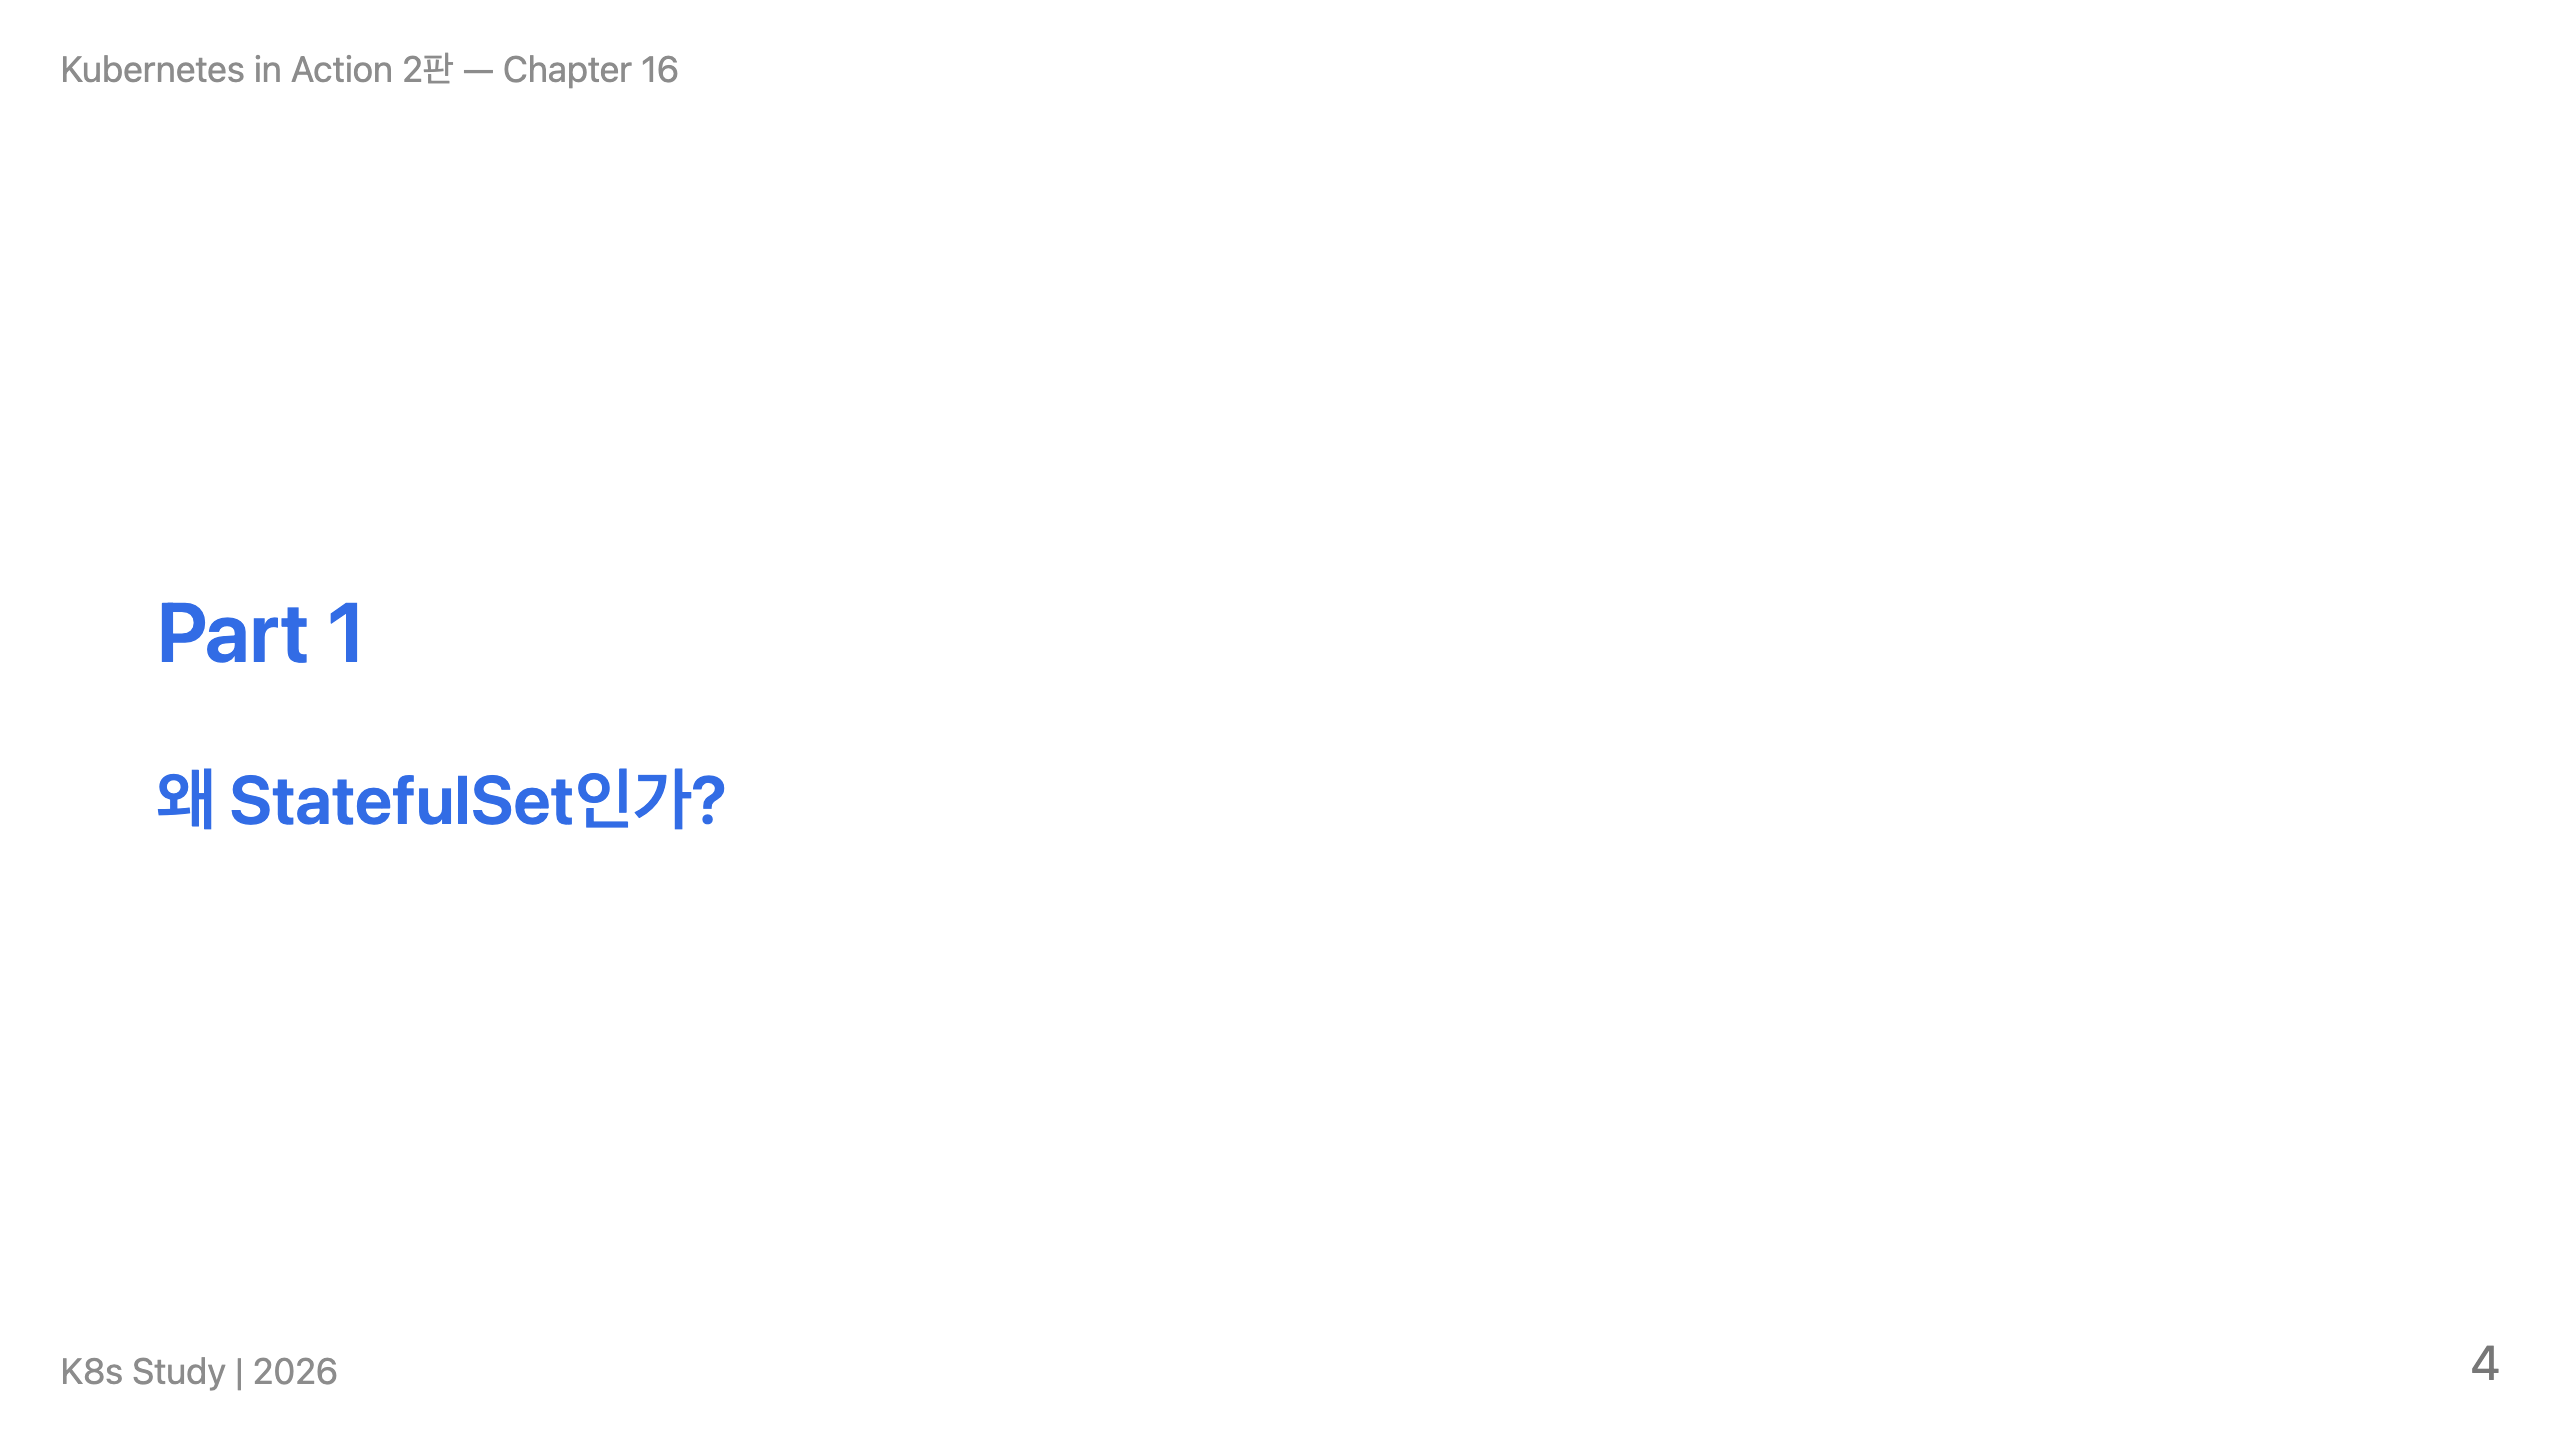 Kubernetes in Action 2판 — Chapter 16
Part 1
왜 StatefulSet인가?
K8s Study | 2026
4